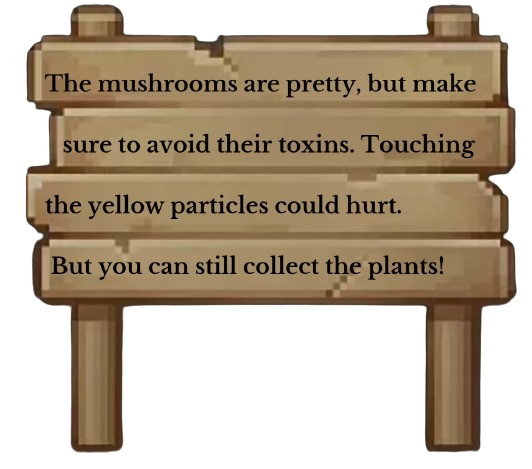 The mushrooms are pretty, but make
sure to avoid their toxins. Touching
the yellow particles could hurt.
But you can still collect the plants!